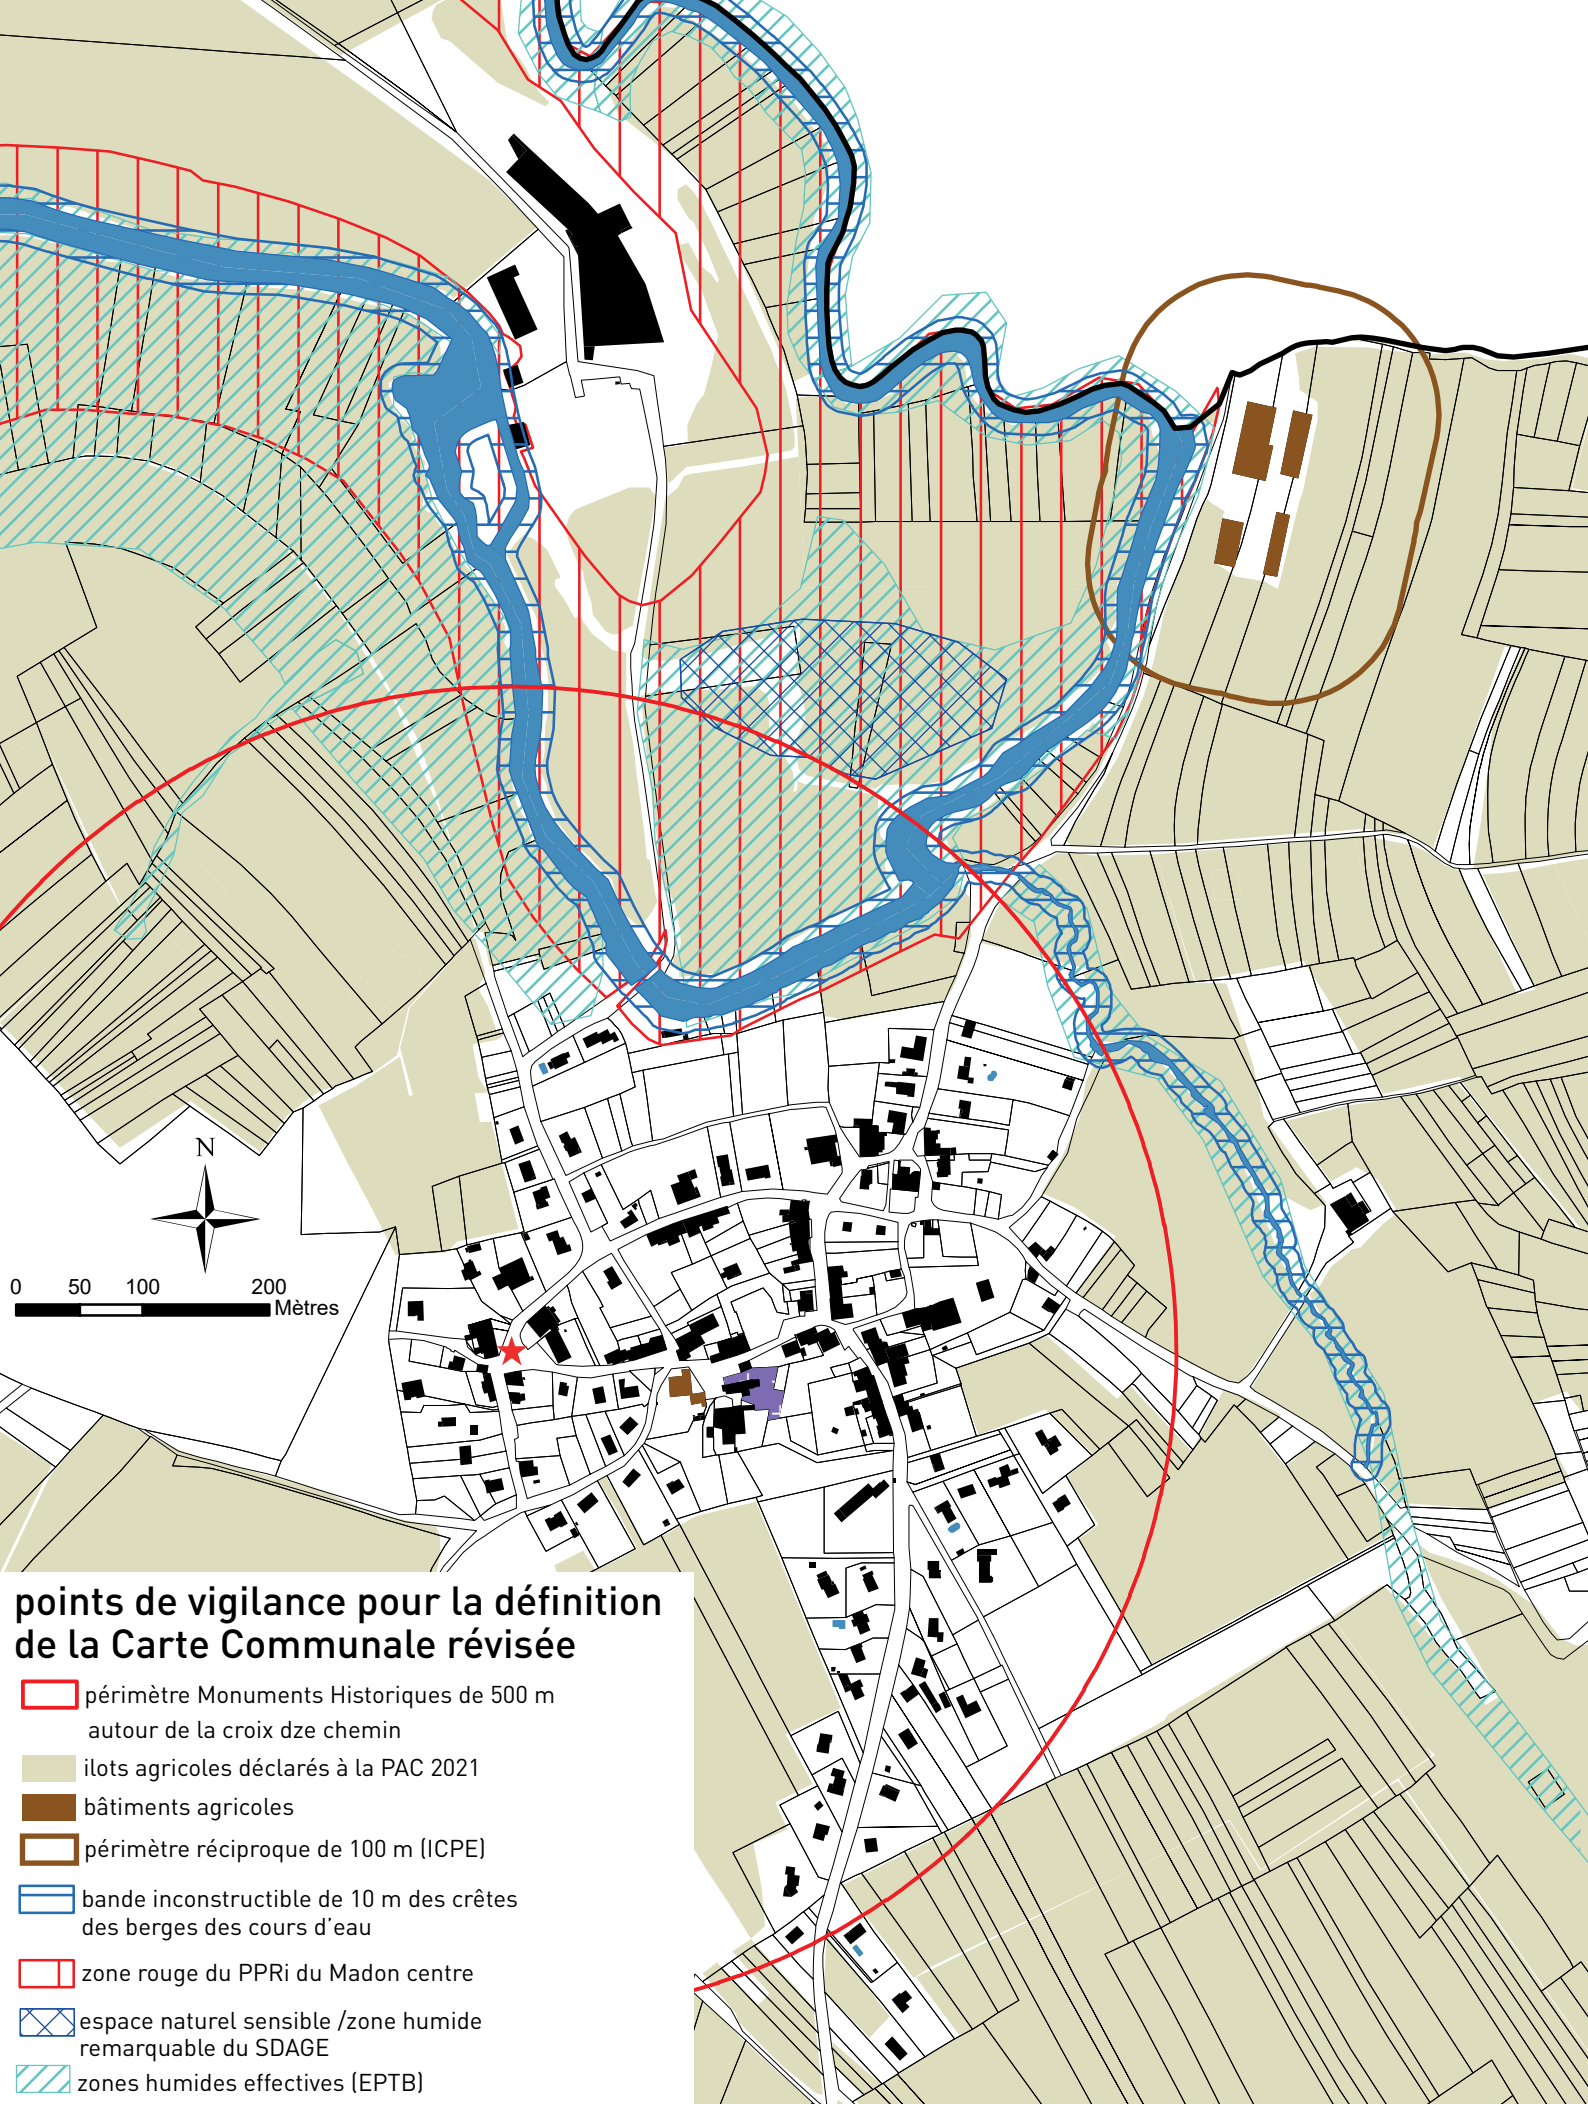 N
0 50 100 200
Mètres
points de vigilance pour la définition
de la Carte Communale révisée
périmètre Monuments Historiques de 500 m
autour de la croix dze chemin
ilots agricoles déclarés à la PAC 2021
bâtiments agricoles
périmètre réciproque de 100 m (ICPE)
bande inconstructible de 10 m des crêtes
des berges des cours d'eau
zone rouge du PPRi du Madon centre
espace naturel sensible /zone humide
remarquable du SDAGE
zones humides effectives (EPTB)